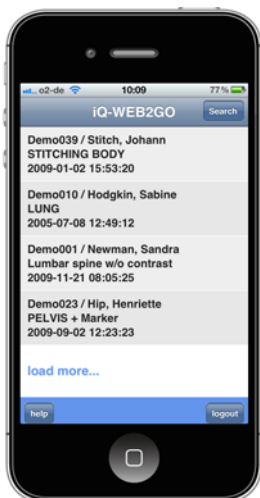 o2-de 10:09 77 %
iQ-WEB2GO Search
Demo039 / Stitch, Johann
STITCHING BODY
2009-01-02 15:53:20
Demo010 / Hodgkin, Sabine
LUNG
2005-07-08 12:49:12
Demo001 / Newman, Sandra
Lumbar spine w/o contrast
2009-11-21 08:05:25
Demo023 / Hip, Henriette
PELVIS + Marker
2009-09-02 12:23:23
load more...
help logout